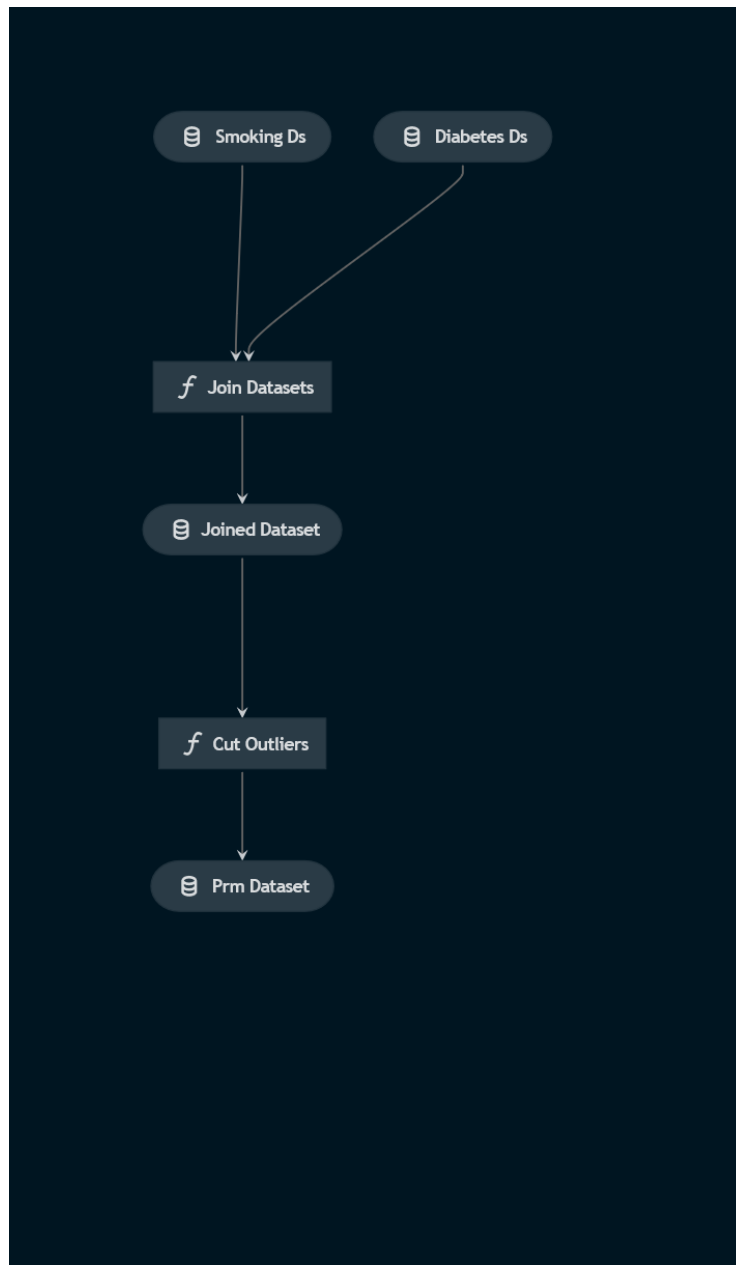 Smoking Ds
Diabetes Ds
Join Datasets
Joined Dataset
Cut Outliers
Prm Dataset